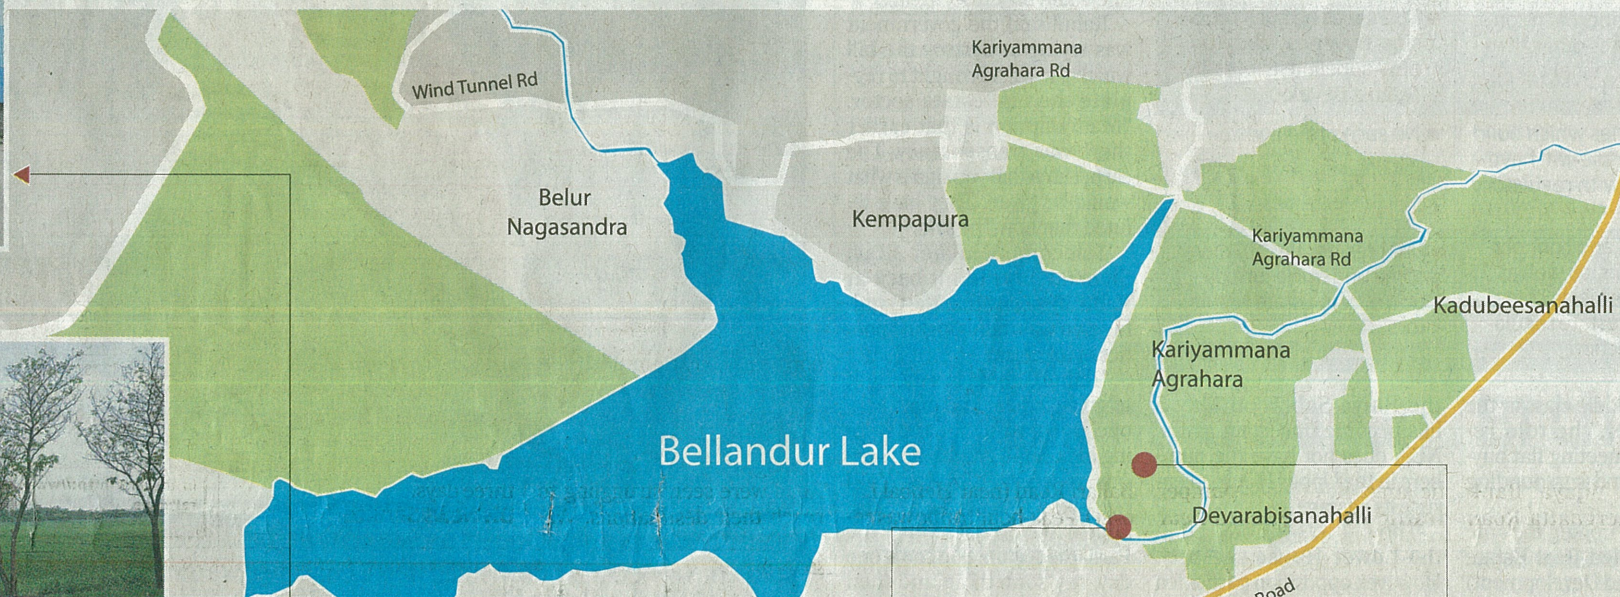 Kariyammana
Agrahara Rd
Wind Tunnel Rd
Belur
Nagasandra
Kempapura
Kariyammana
Agrahara Rd
Kadubeesanahalli
Kariyammana
Agrahara
Bellandur Lake
Devarabisanahalli
Road